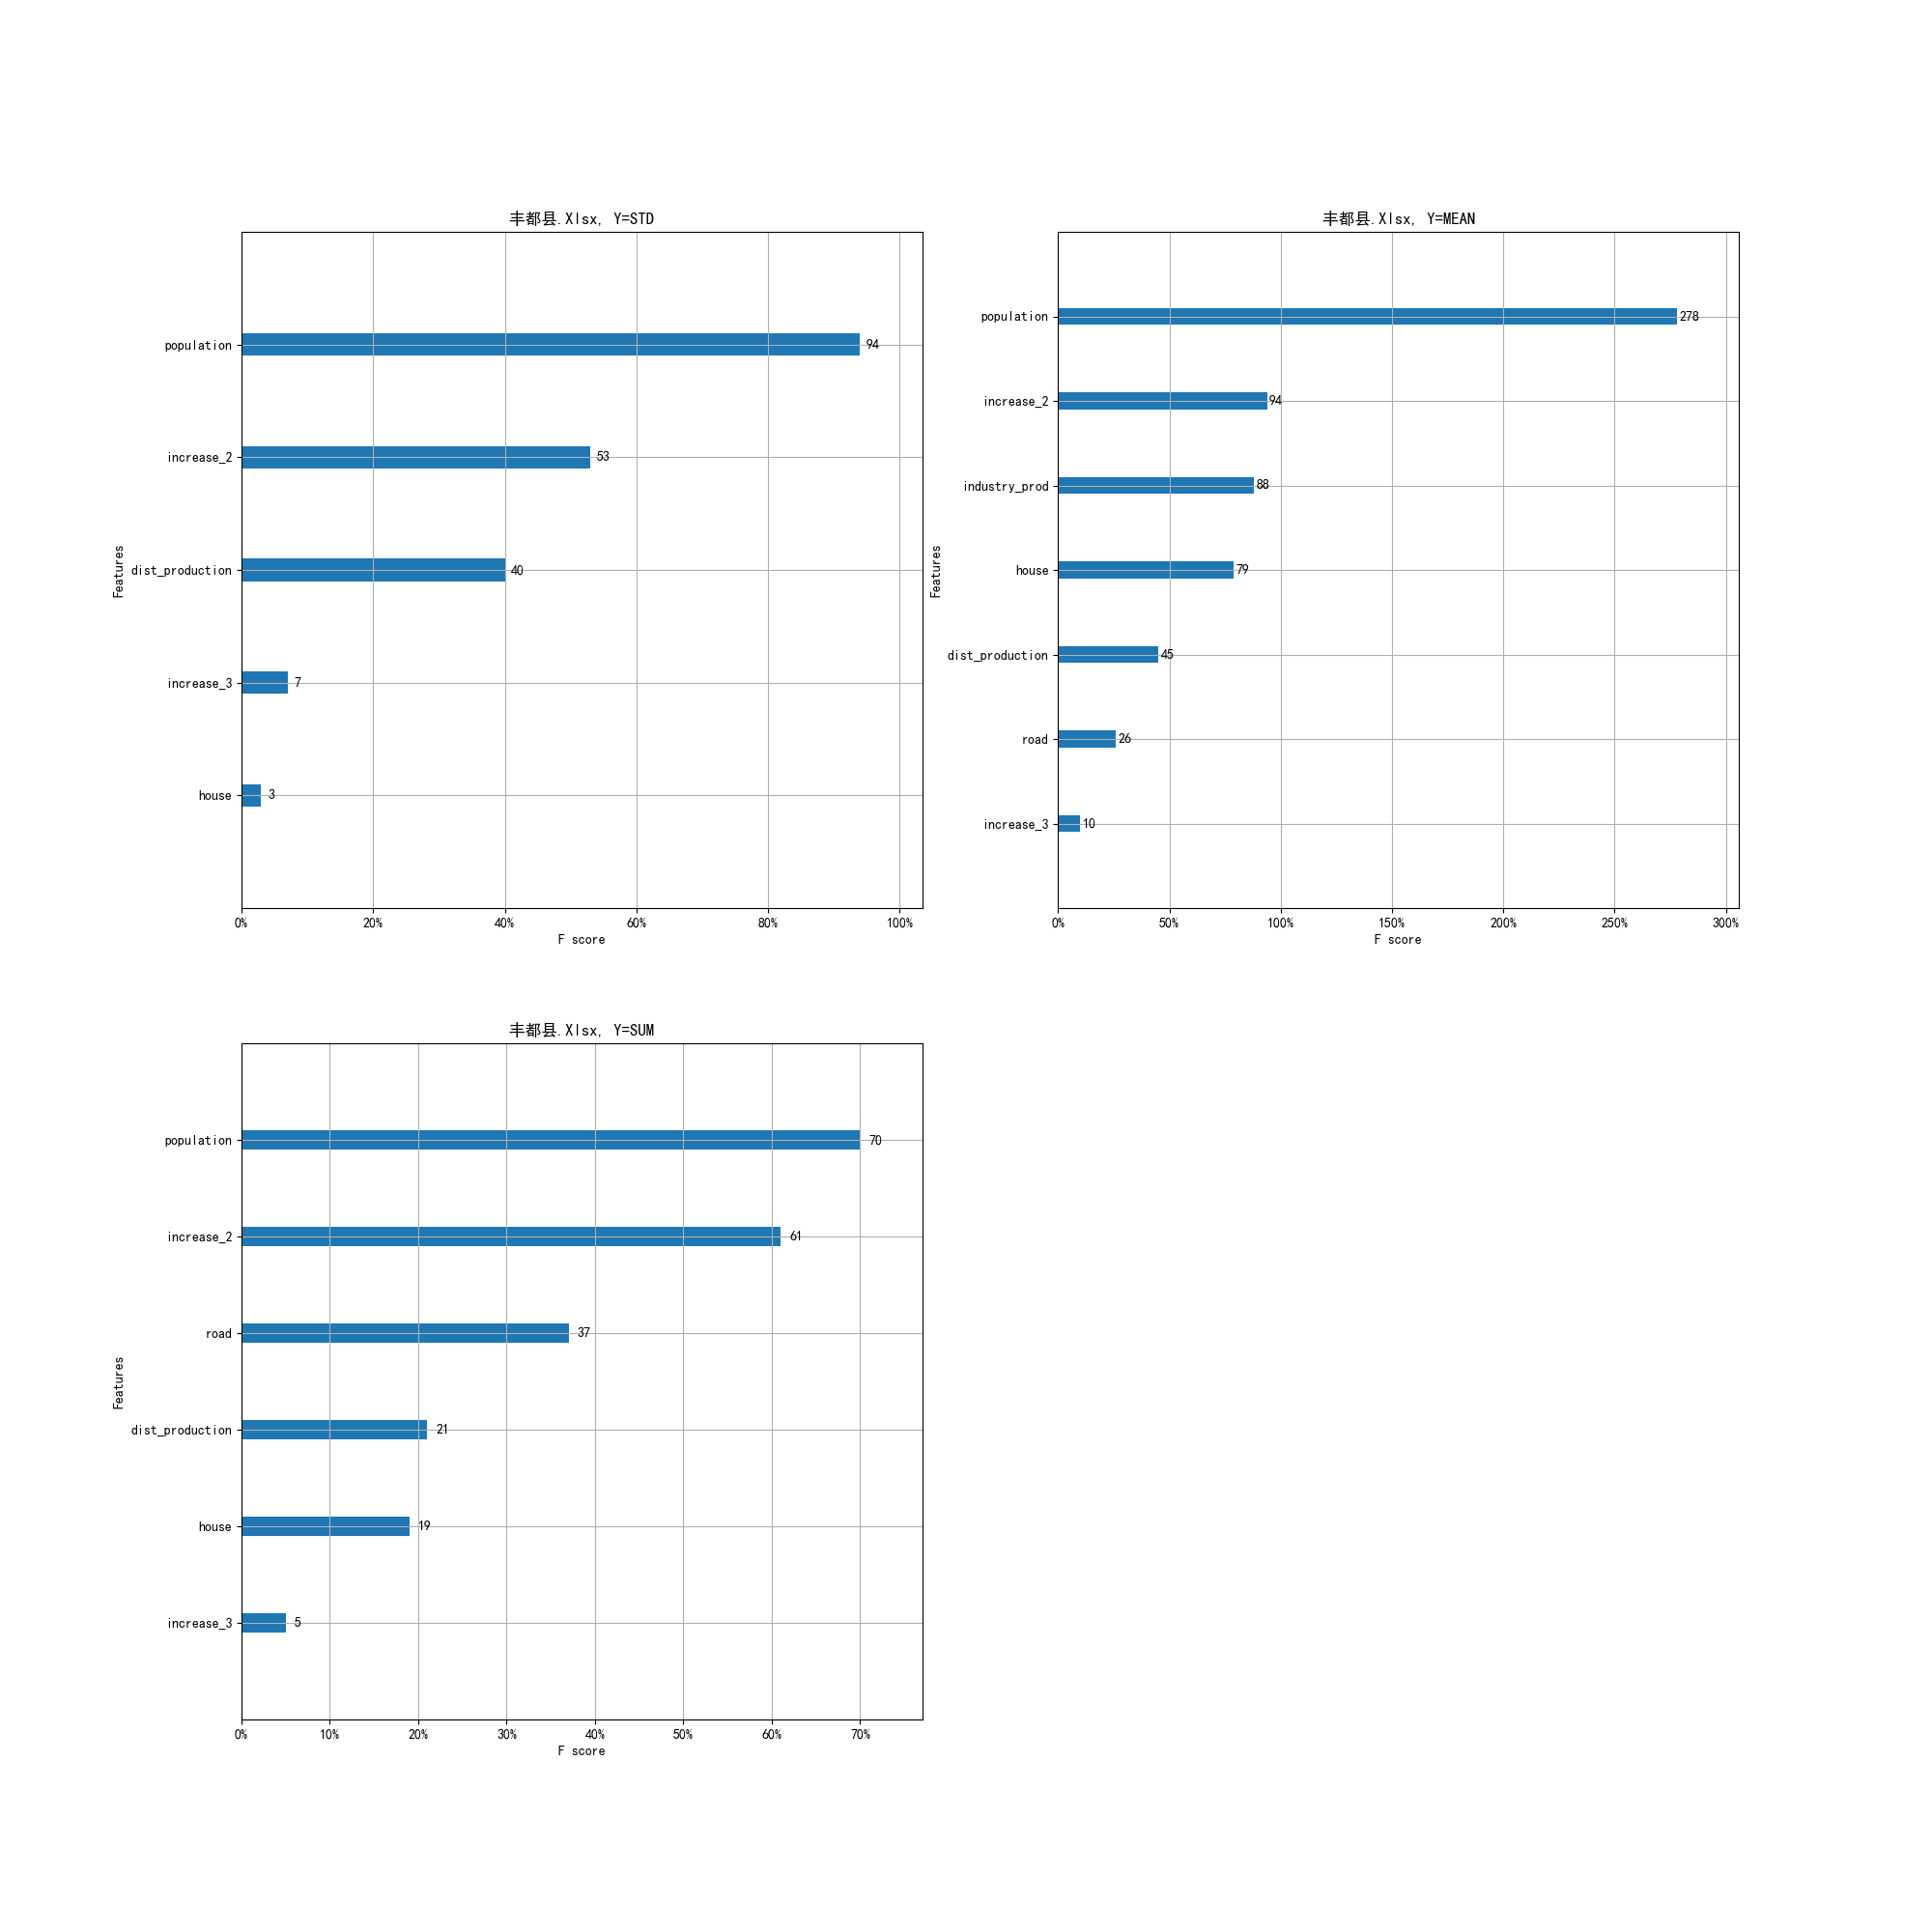 丰都县.Xlsx, Y=STD
Features
population
94
increase_2
53
dist_production
40
increase_3
7
house
3
0% 20% 40% 60% 80% 100%
F score
丰都县.Xlsx, Y=MEAN
Features
population
278
increase_2
94
industry_prod
88
house
79
dist_production
45
road
26
increase_3
10
0% 50% 100% 150% 200% 250% 300%
F score
丰都县.Xlsx, Y=SUM
Features
population
70
increase_2
61
road
37
dist_production
21
house
19
increase_3
5
0% 10% 20% 30% 40% 50% 60% 70%
F score